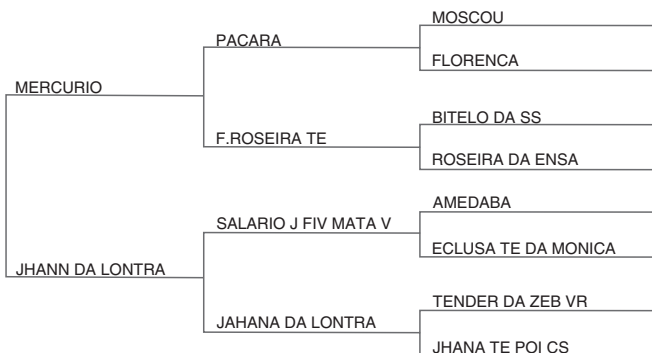 MOSCOU
PACARA
FLORENCA
MERCURIO
BITELO DA SS
F.ROSEIRA TE
ROSEIRA DA ENSA
AMEDABA
SALARIO J FIV MATA V
ECLUSA TE DA MONICA
JHANN DA LONTRA
TENDER DA ZEB VR
JAHANA DA LONTRA
JHANA TE POI CS